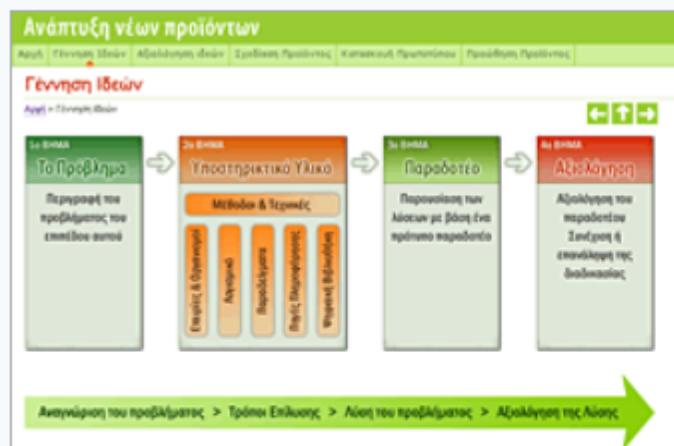 Ανάπτυξη νέων προϊόντων
Αρχή Γέννηση Ιδεών Αξιολόγηση ιδεών Σχεδίαση Προϊόντος Κατασκευή Πρωτοτύπου Προώθηση Προϊόντος
Γέννηση Ιδεών
Αρχή » Γέννηση Ιδεών
1ο ΒΗΜΑ
Το Πρόβλημα
Περιγραφή του
προβλήματος του
επιπέδου αυτού
2ο ΒΗΜΑ
Υποστηρικτικό Υλικό
Μέθοδοι & Τεχνικές
Εταιρίες & Οργανισμοί
Λογισμικό
Παραδείγματα
Πηγές Πληροφόρησης
Ψηφιακή Βιβλιοθήκη
3ο ΒΗΜΑ
Παραδοτέο
Παρουσίαση των
λύσεων με βάση ένα
πρότυπο παραδοτέο
4ο ΒΗΜΑ
Αξιολόγηση
Αξιολόγηση του
παραδοτέου
Συνέχιση ή
επανάληψη της
διαδικασίας
Αναγνώριση του προβλήματος > Τρόποι Επίλυσης > Λύση του προβλήματος > Αξιολόγηση της Λύσης